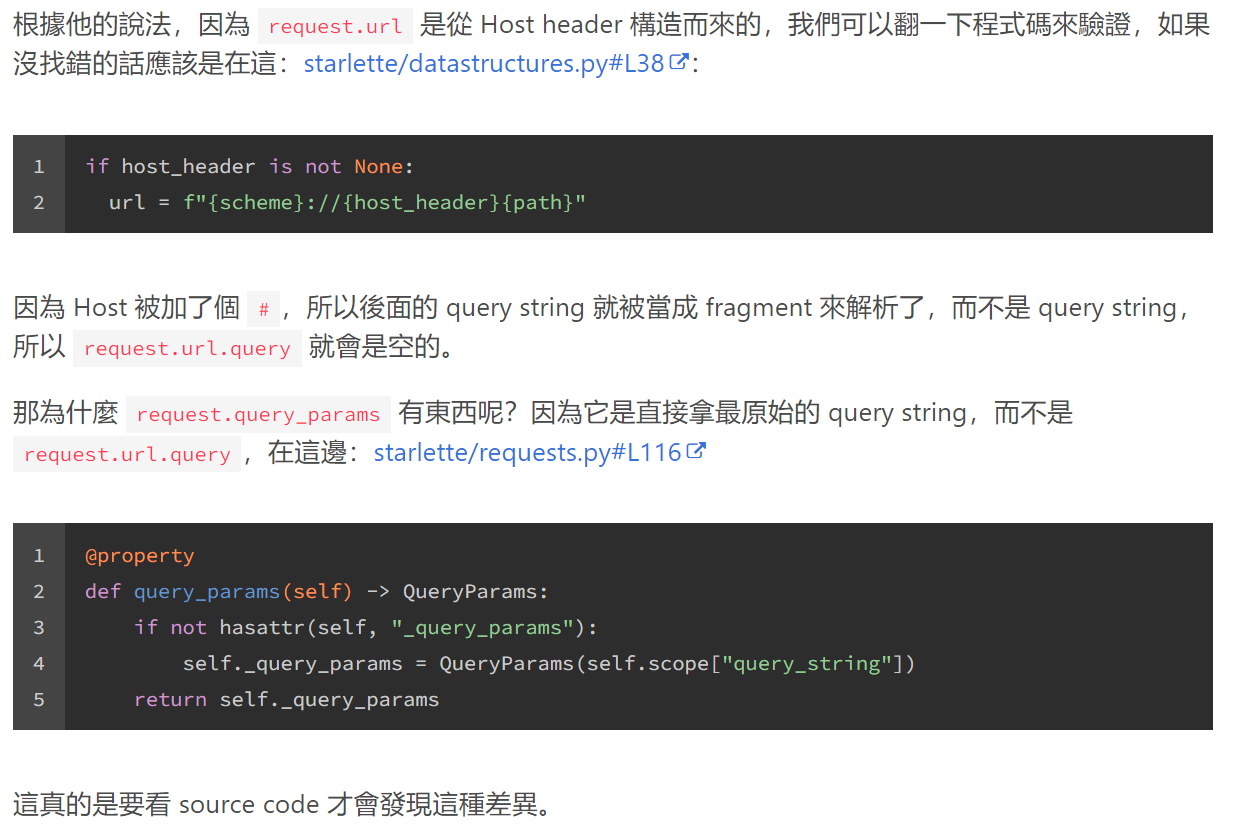 根據他的說法，因為 request.url 是從 Host header 構造而來的，我們可以翻一下程式碼來驗證，如果
沒找錯的話應該是在這：starlette/datastructures.py#L38：
1 if host_header is not None:
2   url = f"{scheme}://{host_header}{path}"
因為 Host 被加了個 #，所以後面的 query string 就被當成 fragment 來解析了，而不是 query string，
所以 request.url.query 就會是空的。
那為什麼 request.query_params 有東西呢？因為它是直接拿最原始的 query string，而不是
request.url.query，在這邊：starlette/requests.py#L116
1 @property
2 def query_params(self) -> QueryParams:
3     if not hasattr(self, "_query_params"):
4         self._query_params = QueryParams(self.scope["query_string"])
5     return self._query_params
這真的是要看 source code 才會發現這種差異。